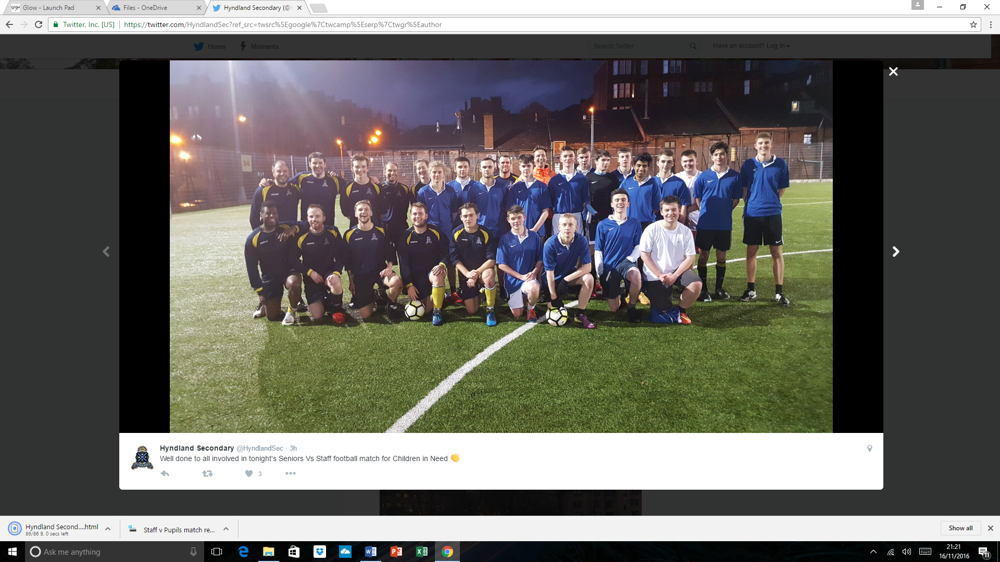 Glow - Launch Pad
Files - OneDrive
Hyndland Secondary (@H
Twitter, Inc. [US]
https://twitter.com/HyndlandSec?ref_src=twsrc%5Egoogle%7Ctwcamp%5Eserp%7Ctwgr%5Eauthor
Home
Moments
Search Twitter
Have an account? Log in
Hyndland Secondary @HyndlandSec · 3h
Well done to all involved in tonight's Seniors Vs Staff football match for Children in Need 👏
3
Hyndland Second....html
86/86 B, 0 secs left
Staff v Pupils match re...
Show all
Ask me anything
21:21
16/11/2016
11